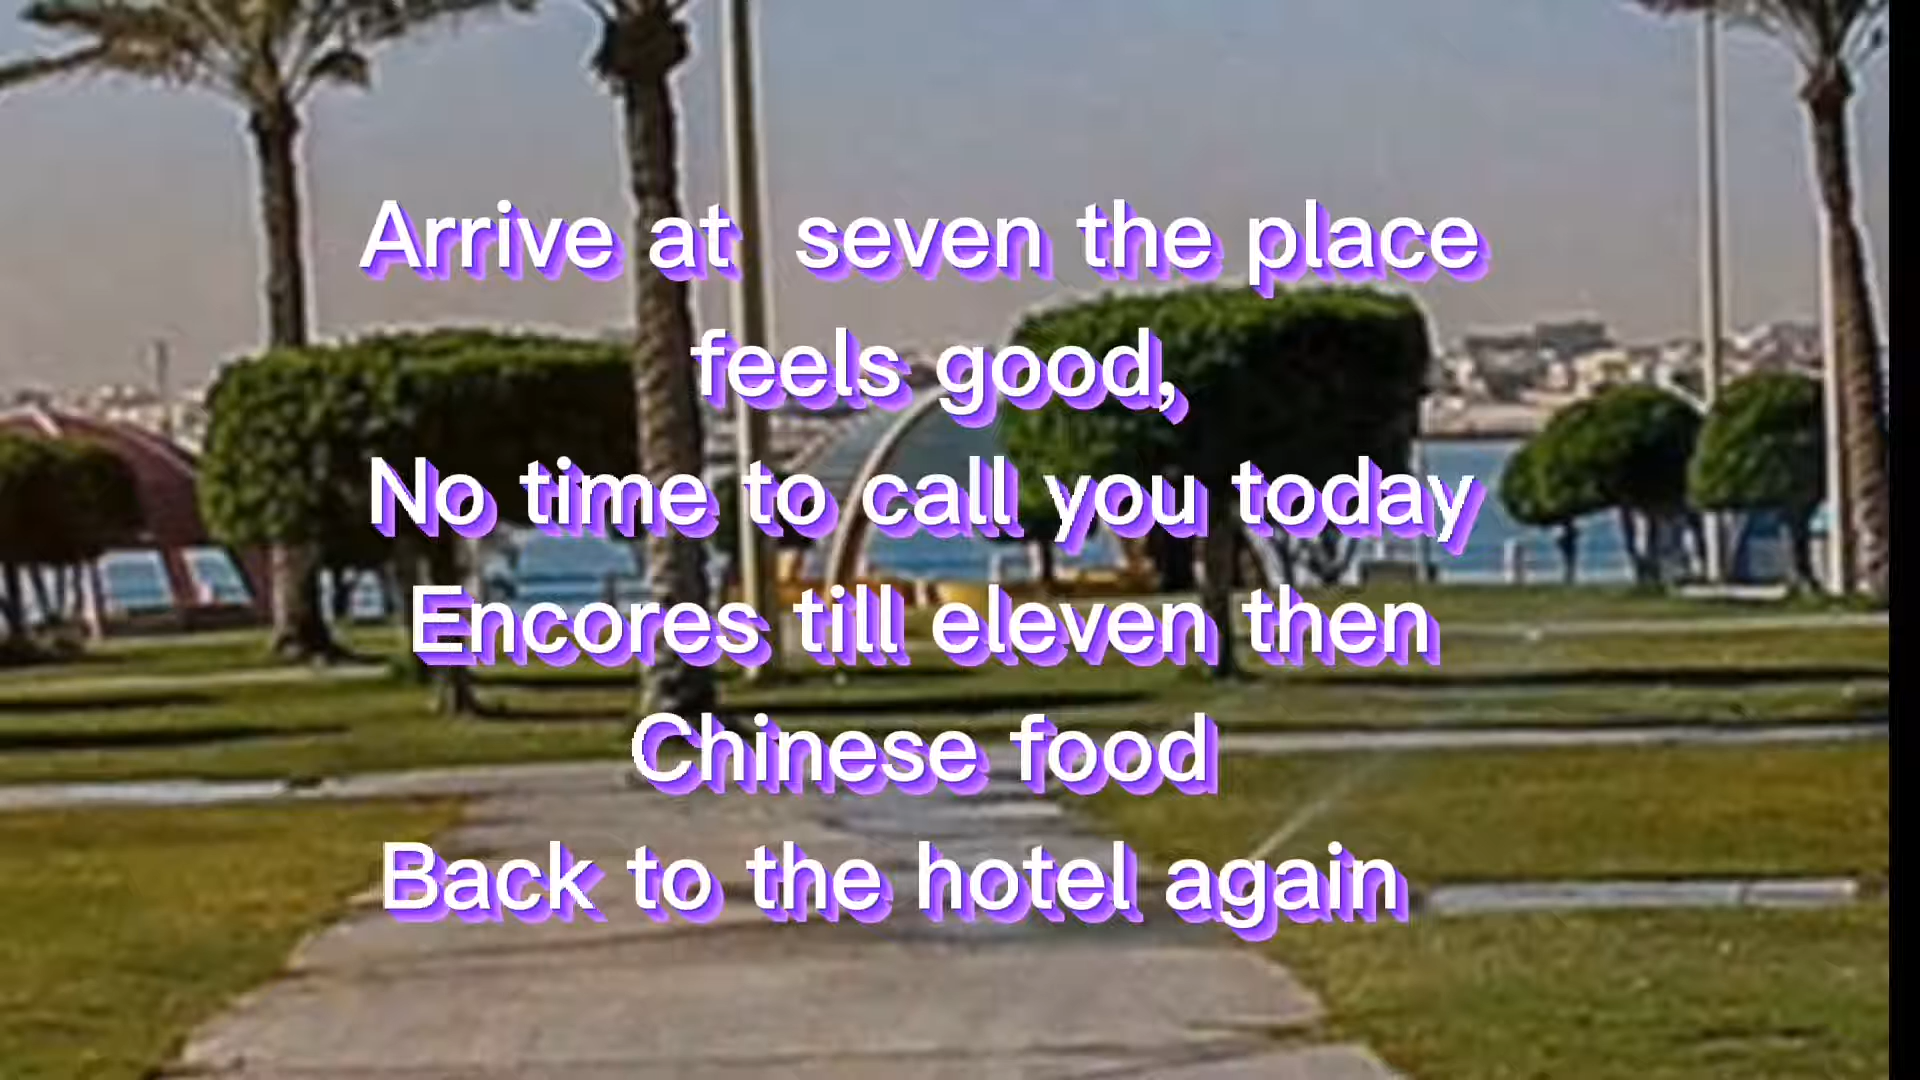 Arrive at  seven the place
feels good,
No time to call you today
Encores till eleven then
Chinese food
Back to the hotel again